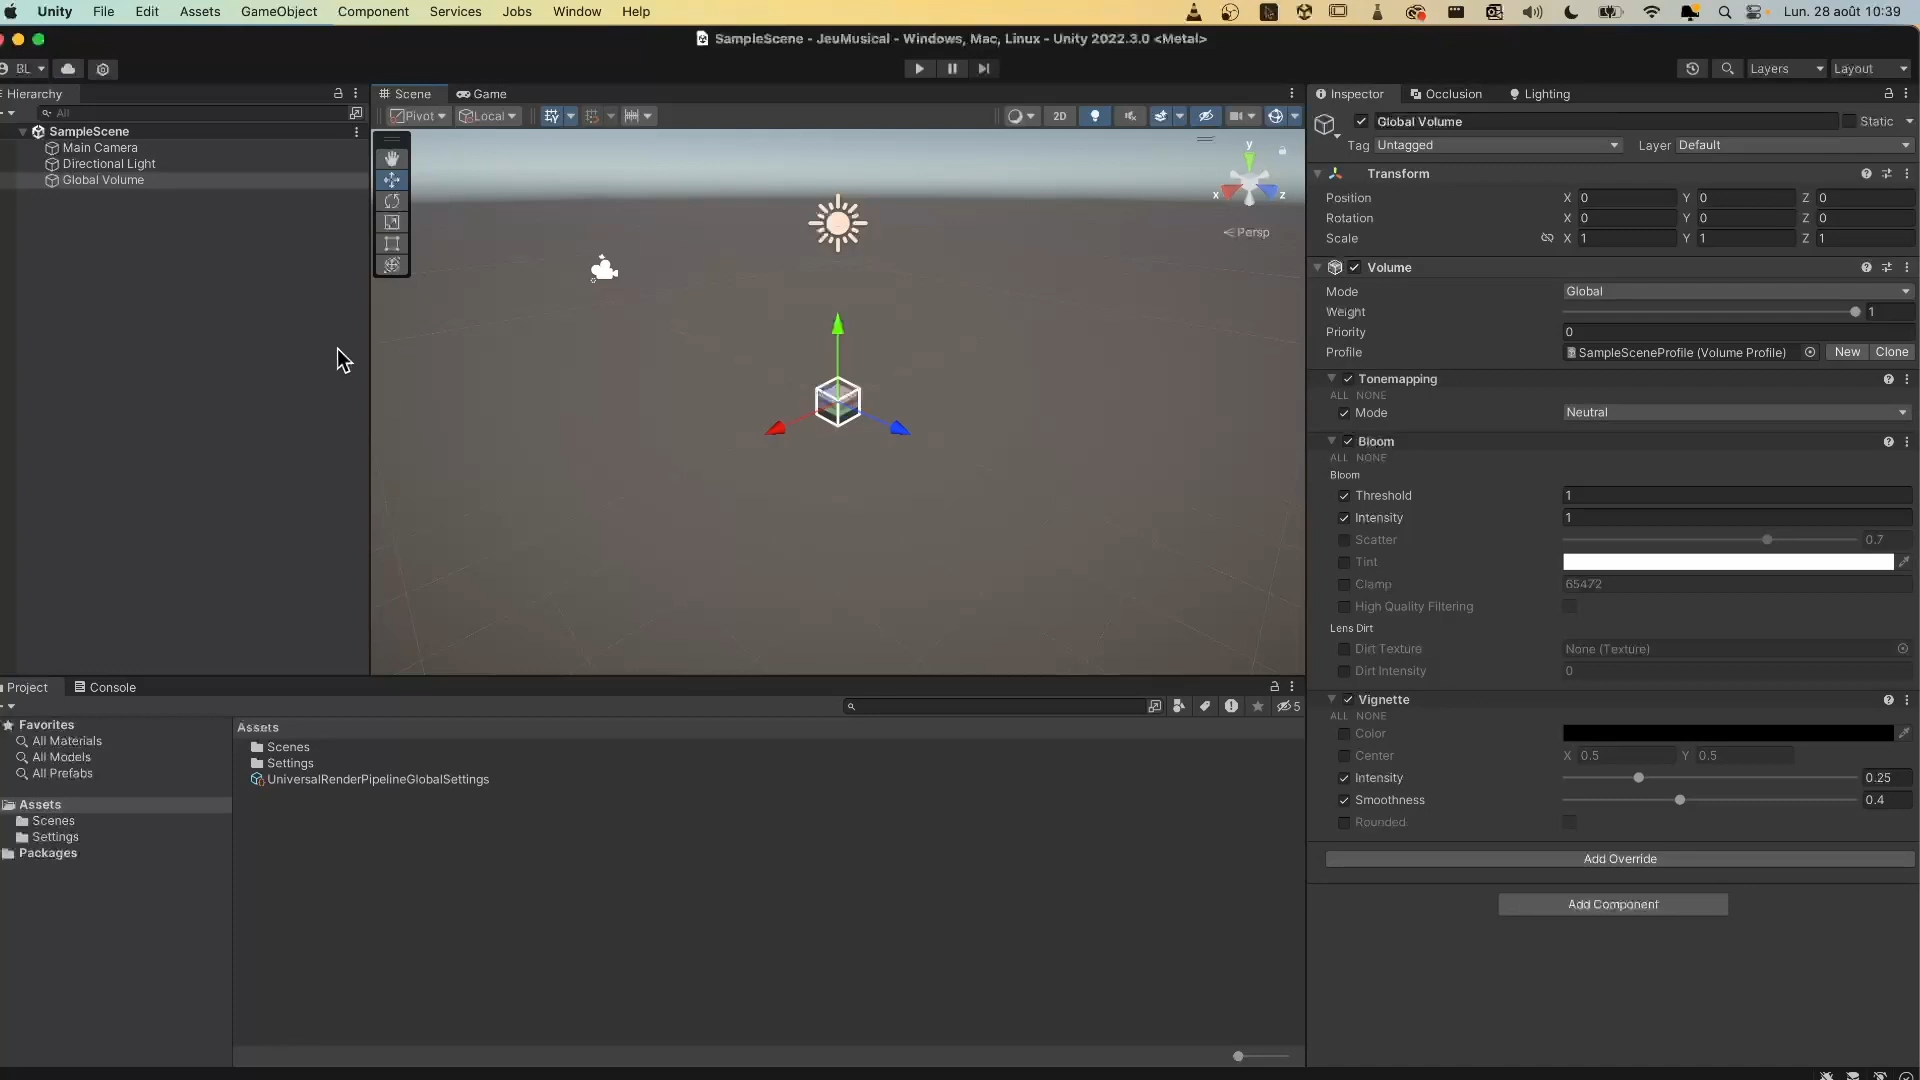 Unity File Edit Assets GameObject Component Services Jobs Window Help Lun. 28 août 10:39
SampleScene - JeuMusical - Windows, Mac, Linux - Unity 2022.3.0 <Metal>
BL Layers Layout
Hierarchy Scene Game Inspector Occlusion Lighting
All Pivot Local 2D
Global Volume Static
Tag Untagged Layer Default
SampleScene
Main Camera
Directional Light
Global Volume
y
x z
Persp
Transform
Position X 0 Y 0 Z 0
Rotation X 0 Y 0 Z 0
Scale X 1 Y 1 Z 1
Volume
Mode Global
Weight 1
Priority 0
Profile SampleSceneProfile (Volume Profile) New Clone
Tonemapping
ALL NONE
Mode Neutral
Bloom
ALL NONE
Bloom
Threshold 1
Intensity 1
Scatter 0.7
Tint
Clamp 65472
High Quality Filtering
Lens Dirt
Dirt Texture None (Texture)
Dirt Intensity 0
Vignette
ALL NONE
Color
Center X 0.5 Y 0.5
Intensity 0.25
Smoothness 0.4
Rounded
Add Override
Add Component
Project Console
5
Favorites
All Materials
All Models
All Prefabs
Assets
Scenes
Settings
Packages
Assets
Scenes
Settings
UniversalRenderPipelineGlobalSettings